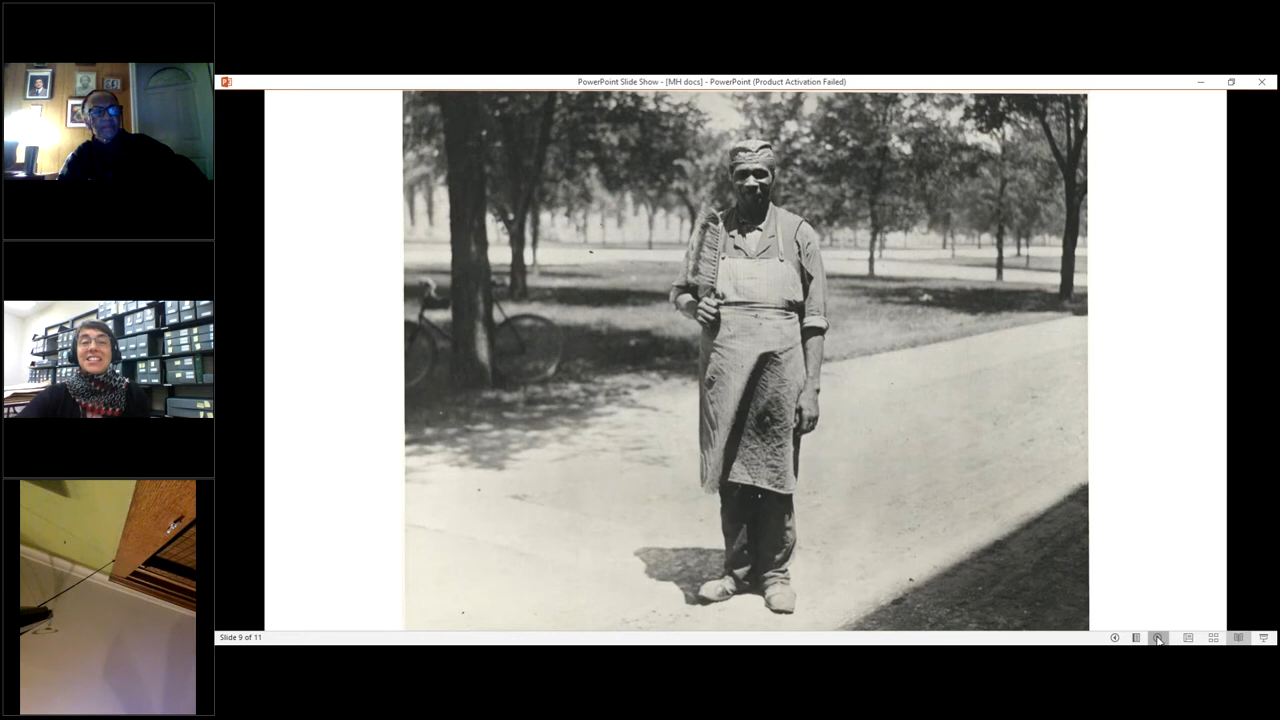 PowerPoint Slide Show - [MH docs] - PowerPoint (Product Activation Failed)
Slide 9 of 11